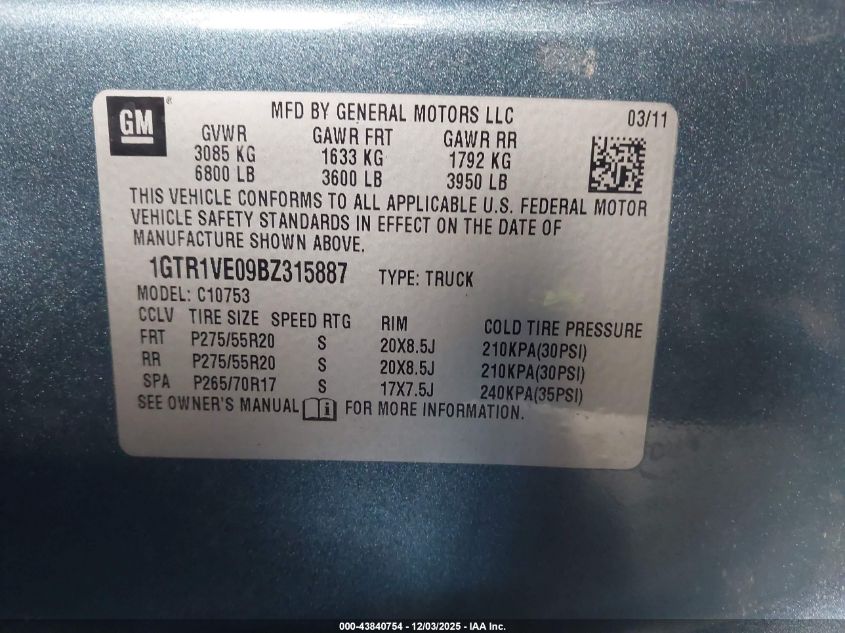 GM®
MFD BY GENERAL MOTORS LLC 03/11
GVWR GAWR FRT GAWR RR
3085 KG 1633 KG 1792 KG
6800 LB 3600 LB 3950 LB
THIS VEHICLE CONFORMS TO ALL APPLICABLE U.S. FEDERAL MOTOR
VEHICLE SAFETY STANDARDS IN EFFECT ON THE DATE OF
MANUFACTURE SHOWN ABOVE.
1GTR1VE09BZ315887 TYPE: TRUCK
MODEL: C10753
CCLV TIRE SIZE SPEED RTG RIM COLD TIRE PRESSURE
FRT P275/55R20 S 20X8.5J 210KPA(30PSI)
RR P275/55R20 S 20X8.5J 210KPA(30PSI)
SPA P265/70R17 S 17X7.5J 240KPA(35PSI)
SEE OWNER'S MANUAL i FOR MORE INFORMATION.
000-43840754 - 12/03/2025 - IAA Inc.